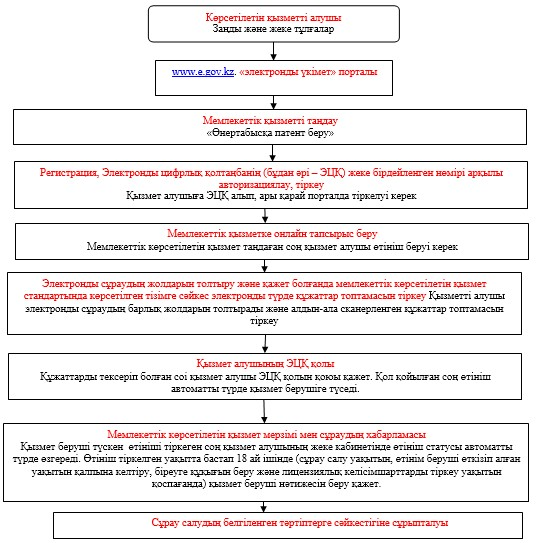 Көрсетілетін қызметті алушы
Заңды және жеке тұлғалар
www.e.gov.kz. «электронды үкімет» порталы
Мемлекеттік қызметті таңдау
«Өнертабысқа патент беру»
Регистрация, Электронды цифрлық қолтаңбанің (бұдан әрі – ЭЦҚ) жеке бірдейленген нөмірі арқылы
авторизациялау, тіркеу
Қызмет алушыға ЭЦҚ алып, ары қарай порталда тіркелуі керек
Мемлекеттік қызметке онлайн тапсырыс беру
Мемлекеттік көрсетілетін қызмет таңдаған соң қызмет алушы өтініш беруі керек
Электронды сұраудың жолдарын толтыру және қажет болғанда мемлекеттік көрсетілетін қызмет
стандартында көрсетілген тізімге сәйкес электронды түрде құжаттар топтамасын тіркеу Қызметті алушы
электронды сұраудың барлық жолдарын толтырады және алдын-ала сканерленген құжаттар топтамасын
тіркеу
Қызмет алушының ЭЦҚ қолы
Құжаттарды тексеріп болған соі қызмет алушы ЭЦҚ қолын қоюы қажет. Қол қойылған соң өтініш
автоматты түрде қызмет берушіге түседі.
Мемлекеттік көрсетілетін қызмет мерзімі мен сұраудың хабарламасы
Қызмет беруші түскен өтініші тіркеген соң қызмет алушының жеке кабинетінде өтініш статусы автоматты
түрде өзгереді. Өтініш тіркелген уақытта бастап 18 ай ішінде (сұрау салу уақытын, өтінім беруші өткізіп алған
уақытын қалпына келтіру, біреуге құқығын беру және лицензиялық келісімшарттарды тіркеу уақытын
қоспағанда) қызмет беруші нәтижесін беру қажет.
Сұрау салудың белгіленген тәртіптерге сәйкестігіне сұрыпталуы